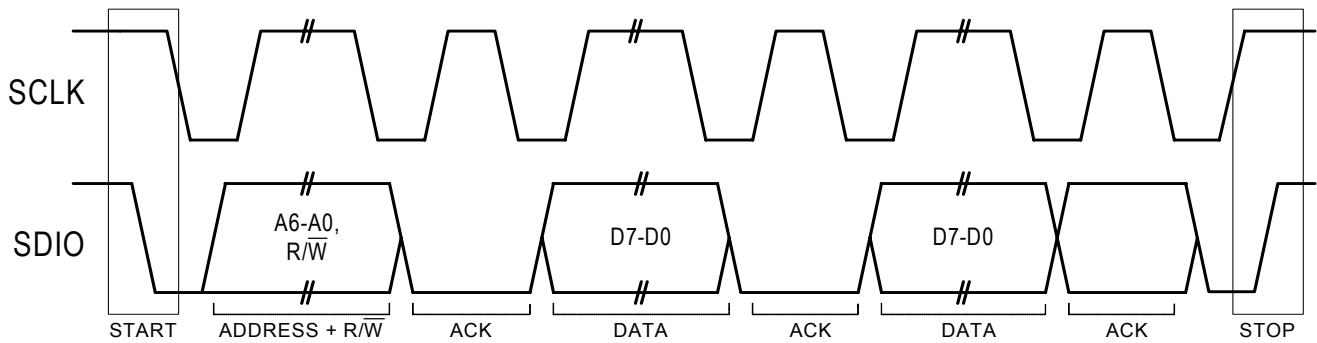 SCLK
SDIO
A6-A0,
R/W̅
D7-D0
D7-D0
START
ADDRESS + R/W̅
ACK
DATA
ACK
DATA
ACK
STOP